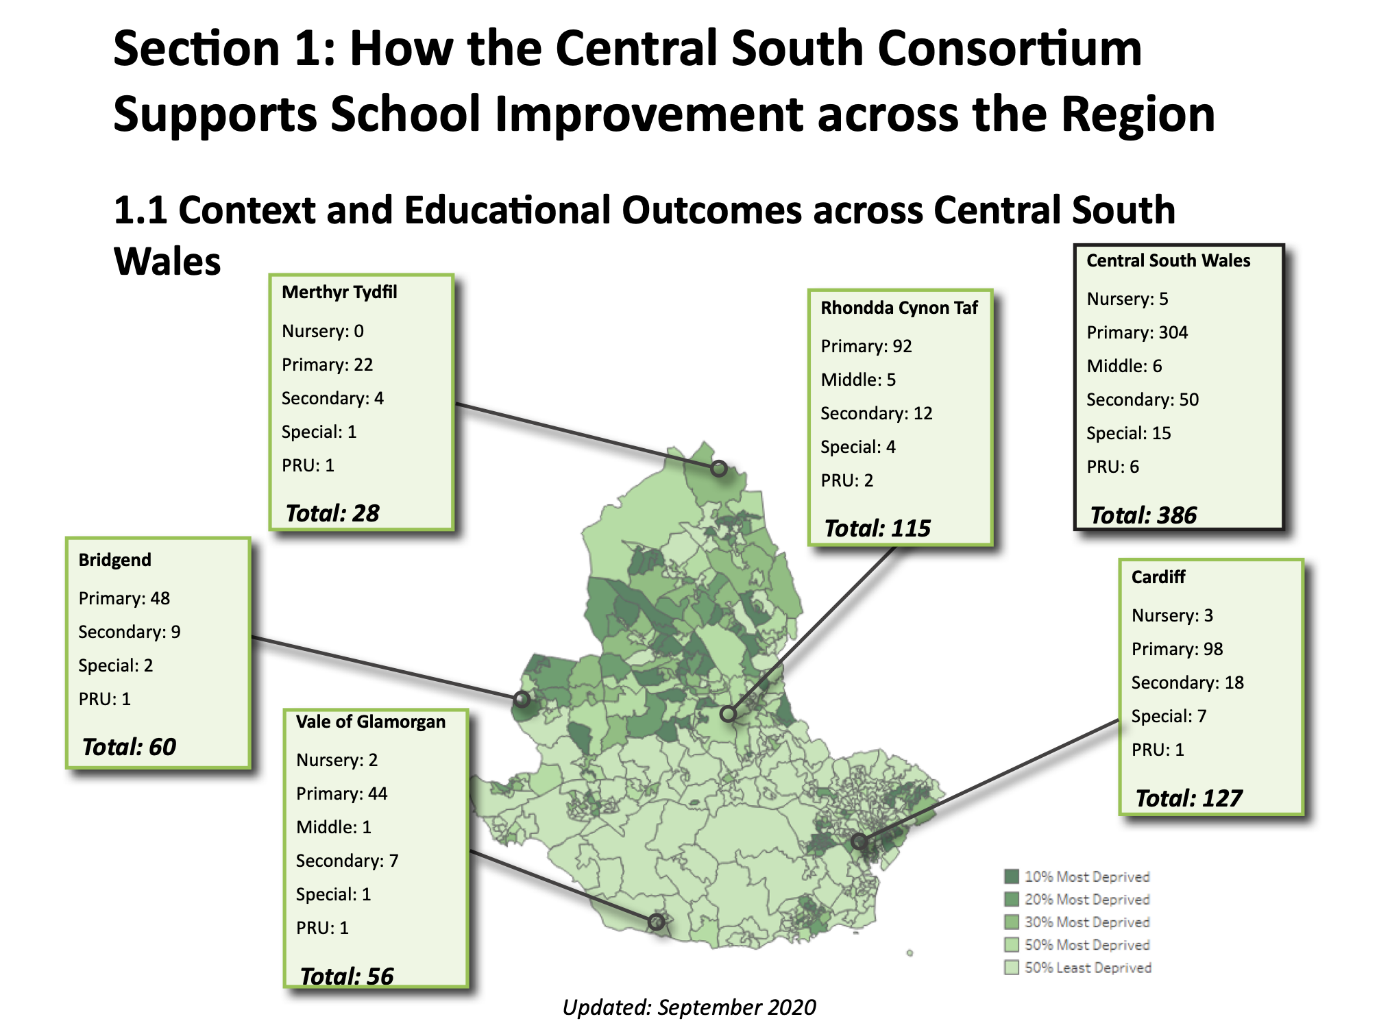 Section 1: How the Central South Consortium
Supports School Improvement across the Region
1.1 Context and Educational Outcomes across Central South
Wales
Merthyr Tydfil
Nursery: 0
Primary: 22
Secondary: 4
Special: 1
PRU: 1
Total: 28
Rhondda Cynon Taf
Primary: 92
Middle: 5
Secondary: 12
Special: 4
PRU: 2
Total: 115
Central South Wales
Nursery: 5
Primary: 304
Middle: 6
Secondary: 50
Special: 15
PRU: 6
Total: 386
Bridgend
Primary: 48
Secondary: 9
Special: 2
PRU: 1
Total: 60
Cardiff
Nursery: 3
Primary: 98
Secondary: 18
Special: 7
PRU: 1
Total: 127
Vale of Glamorgan
Nursery: 2
Primary: 44
Middle: 1
Secondary: 7
Special: 1
PRU: 1
Total: 56
10% Most Deprived
20% Most Deprived
30% Most Deprived
50% Most Deprived
50% Least Deprived
Updated: September 2020